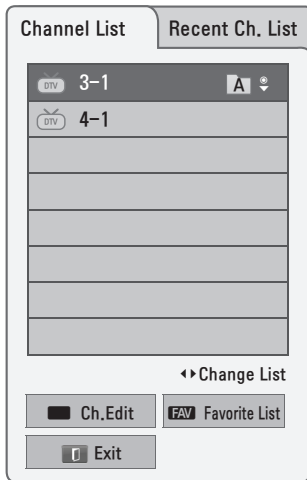 Channel List
Recent Ch. List
DTV 3-1 A
DTV 4-1
Change List
Ch.Edit
FAV Favorite List
Exit